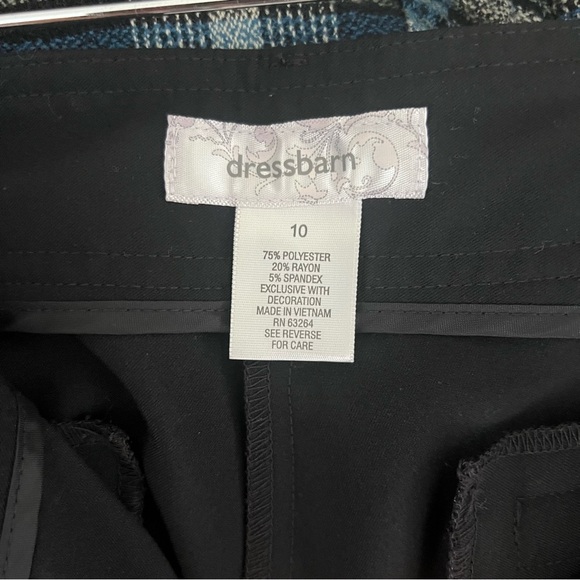 dressbarn
10
75% POLYESTER
20% RAYON
5% SPANDEX
EXCLUSIVE WITH
DECORATION
MADE IN VIETNAM
RN 63264
SEE REVERSE
FOR CARE